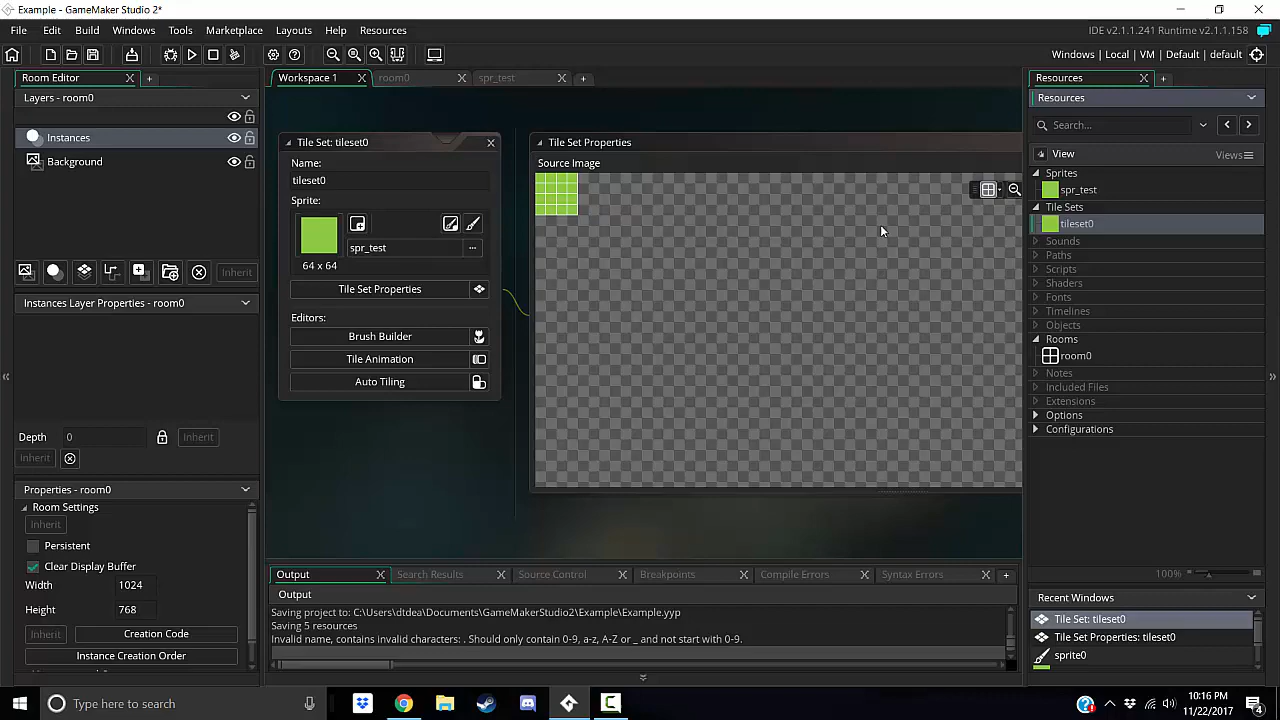 Example - GameMaker Studio 2*
File Edit Build Windows Tools Marketplace Layouts Help Resources
IDE v2.1.1.241 Runtime v2.1.1.158
Windows | Local | VM | Default | default
Room Editor
Layers - room0
Instances
Background
Inherit
Instances Layer Properties - room0
Depth 0 Inherit
Inherit
Properties - room0
Room Settings
Inherit
Persistent
Clear Display Buffer
Width 1024
Height 768
Inherit Creation Code
Instance Creation Order
Workspace 1 room0 spr_test
Tile Set: tileset0
Name:
tileset0
Sprite:
spr_test
64 x 64
Tile Set Properties
Editors:
Brush Builder
Tile Animation
Auto Tiling
Tile Set Properties
Source Image
Output Search Results Source Control Breakpoints Compile Errors Syntax Errors
Output
Saving project to: C:\Users\dtdea\Documents\GameMakerStudio2\Example\Example.yyp
Saving 5 resources
Invalid name, contains invalid characters: . Should only contain 0-9, a-z, A-Z or _ and not start with 0-9.
Resources
Resources
Search...
View Views
Sprites
spr_test
Tile Sets
tileset0
Sounds
Paths
Scripts
Shaders
Fonts
Timelines
Objects
Rooms
room0
Notes
Included Files
Extensions
Options
Configurations
100%
Recent Windows
Tile Set: tileset0
Tile Set Properties: tileset0
sprite0
Type here to search
10:16 PM
11/22/2017